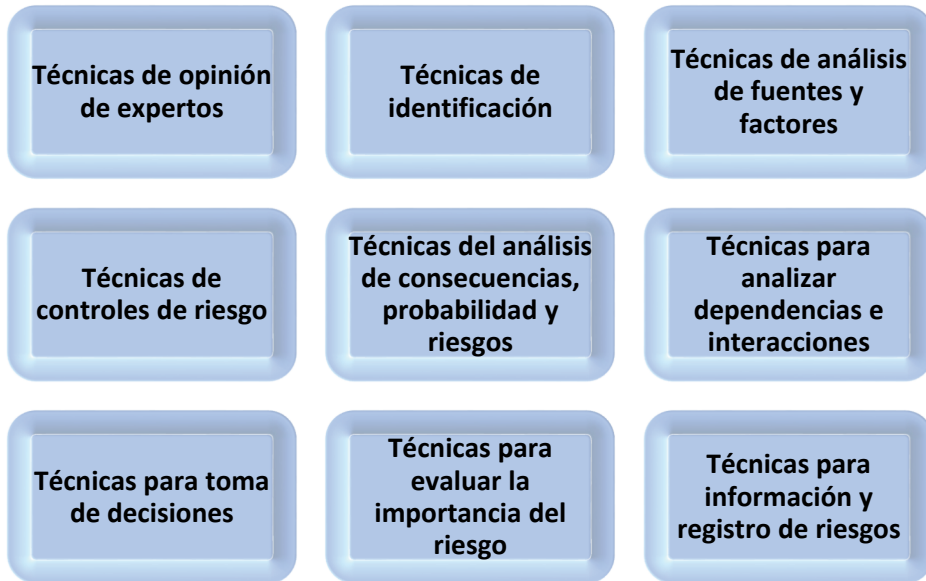 Técnicas de opinión
de expertos
Técnicas de
identificación
Técnicas de análisis
de fuentes y
factores
Técnicas de
controles de riesgo
Técnicas del análisis
de consecuencias,
probabilidad y
riesgos
Técnicas para
analizar
dependencias e
interacciones
Técnicas para toma
de decisiones
Técnicas para
evaluar la
importancia del
riesgo
Técnicas para
información y
registro de riesgos